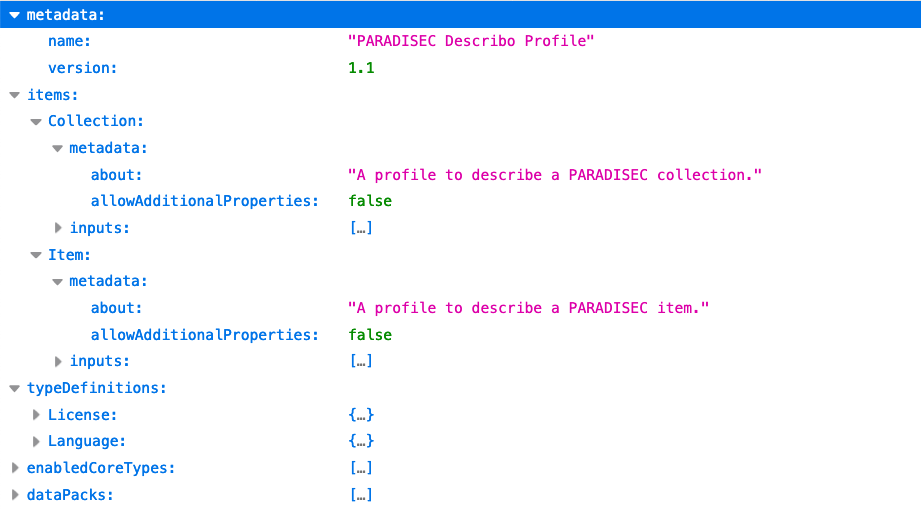 metadata:
name: "PARADISEC Describo Profile"
version: 1.1
items:
Collection:
metadata:
about: "A profile to describe a PARADISEC collection."
allowAdditionalProperties: false
inputs: […]
Item:
metadata:
about: "A profile to describe a PARADISEC item."
allowAdditionalProperties: false
inputs: […]
typeDefinitions:
License: {…}
Language: {…}
enabledCoreTypes: […]
dataPacks: […]